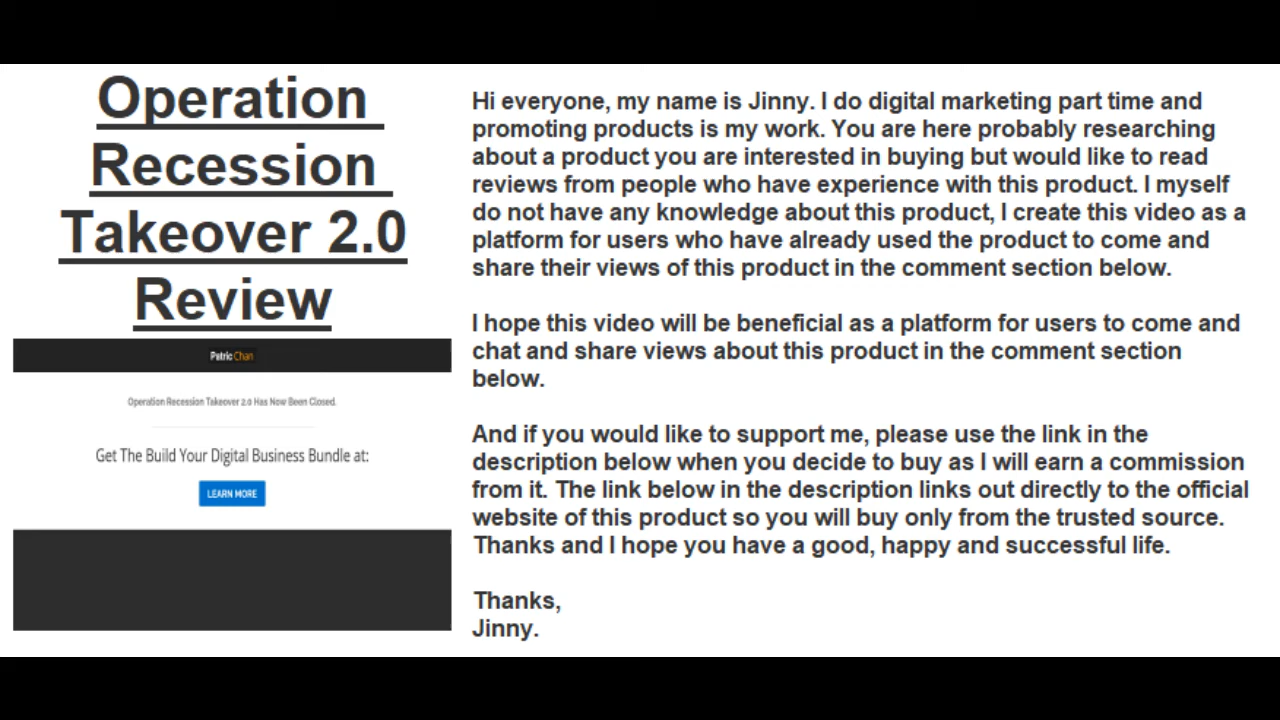 Operation
Recession
Takeover 2.0
Review
Patric Chan
Operation Recession Takeover 2.0 Has Now Been Closed.
Get The Build Your Digital Business Bundle at:
LEARN MORE
Hi everyone, my name is Jinny. I do digital marketing part time and
promoting products is my work. You are here probably researching
about a product you are interested in buying but would like to read
reviews from people who have experience with this product. I myself
do not have any knowledge about this product, I create this video as a
platform for users who have already used the product to come and
share their views of this product in the comment section below.
I hope this video will be beneficial as a platform for users to come and
chat and share views about this product in the comment section
below.
And if you would like to support me, please use the link in the
description below when you decide to buy as I will earn a commission
from it. The link below in the description links out directly to the official
website of this product so you will buy only from the trusted source.
Thanks and I hope you have a good, happy and successful life.
Thanks,
Jinny.